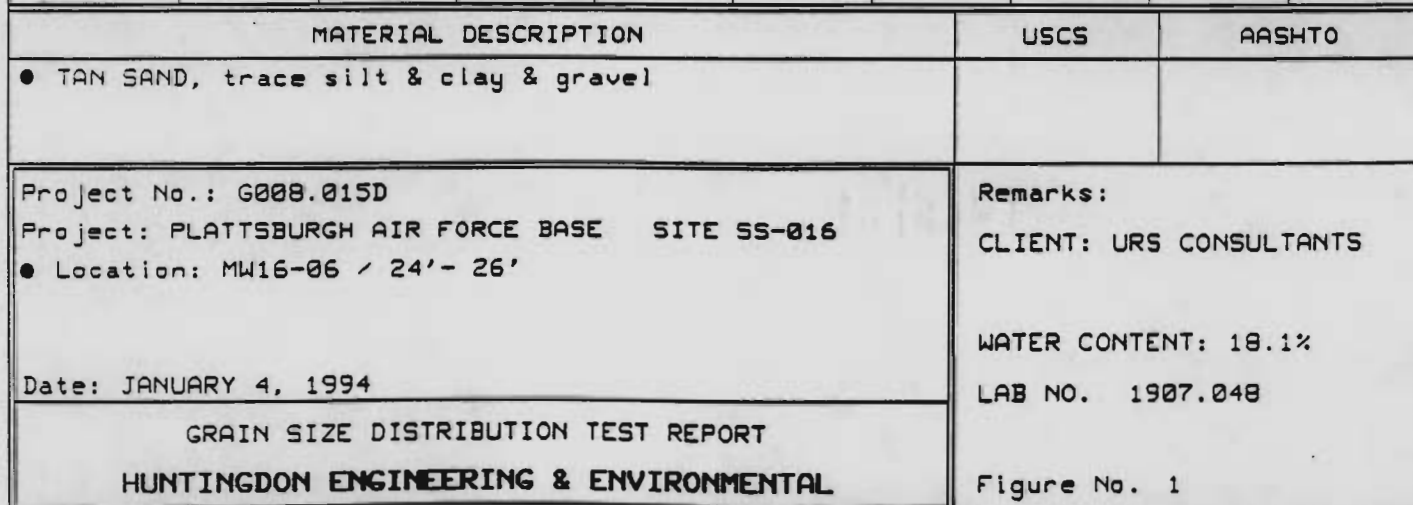 MATERIAL DESCRIPTION
USCS
AASHTO
● TAN SAND, trace silt & clay & gravel
Project No.: G008.015D
Project: PLATTSBURGH AIR FORCE BASE SITE SS-016
● Location: MW16-06 / 24'- 26'
Date: JANUARY 4, 1994
GRAIN SIZE DISTRIBUTION TEST REPORT
HUNTINGDON ENGINEERING & ENVIRONMENTAL
Remarks:
CLIENT: URS CONSULTANTS
WATER CONTENT: 18.1%
LAB NO. 1907.048
Figure No. 1